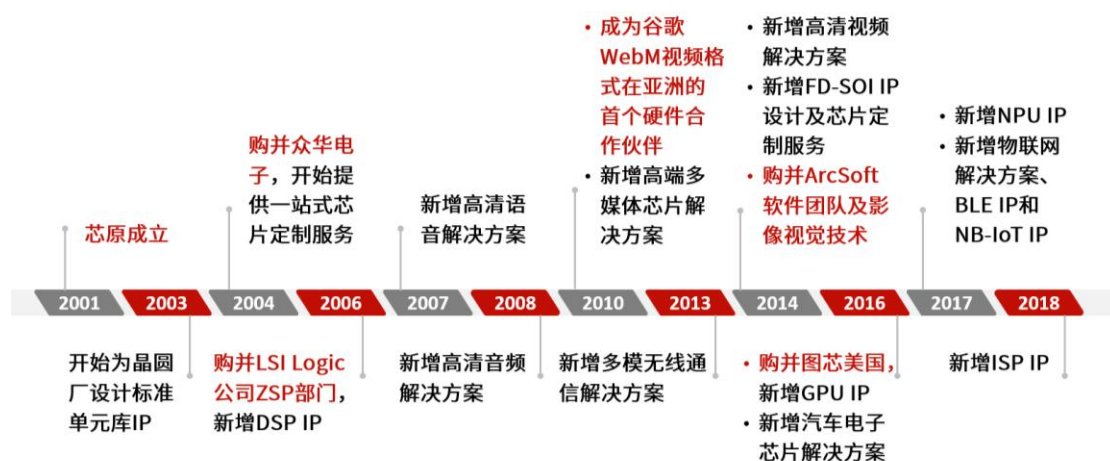 芯原成立
购并众华电
子，开始提
供一站式芯
片定制服务
新增高清语
音解决方案
• 成为谷歌
WebM视频格
式在亚洲的
首个硬件合
作伙伴
• 新增高端多
媒体芯片解
决方案
• 新增高清视频
解决方案
• 新增FD-SOI IP
设计及芯片定
制服务
• 购并ArcSoft
软件团队及影
像视觉技术
• 新增NPU IP
• 新增物联网
解决方案、
BLE IP和
NB-IoT IP
2001 2003 2004 2006 2007 2008 2010 2013 2014 2016 2017 2018
开始为晶圆
厂设计标准
单元库IP
购并LSI Logic
公司ZSP部门，
新增DSP IP
新增高清音频
解决方案
新增多模无线通
信解决方案
• 购并图芯美国，
新增GPU IP
• 新增汽车电子
芯片解决方案
新增ISP IP